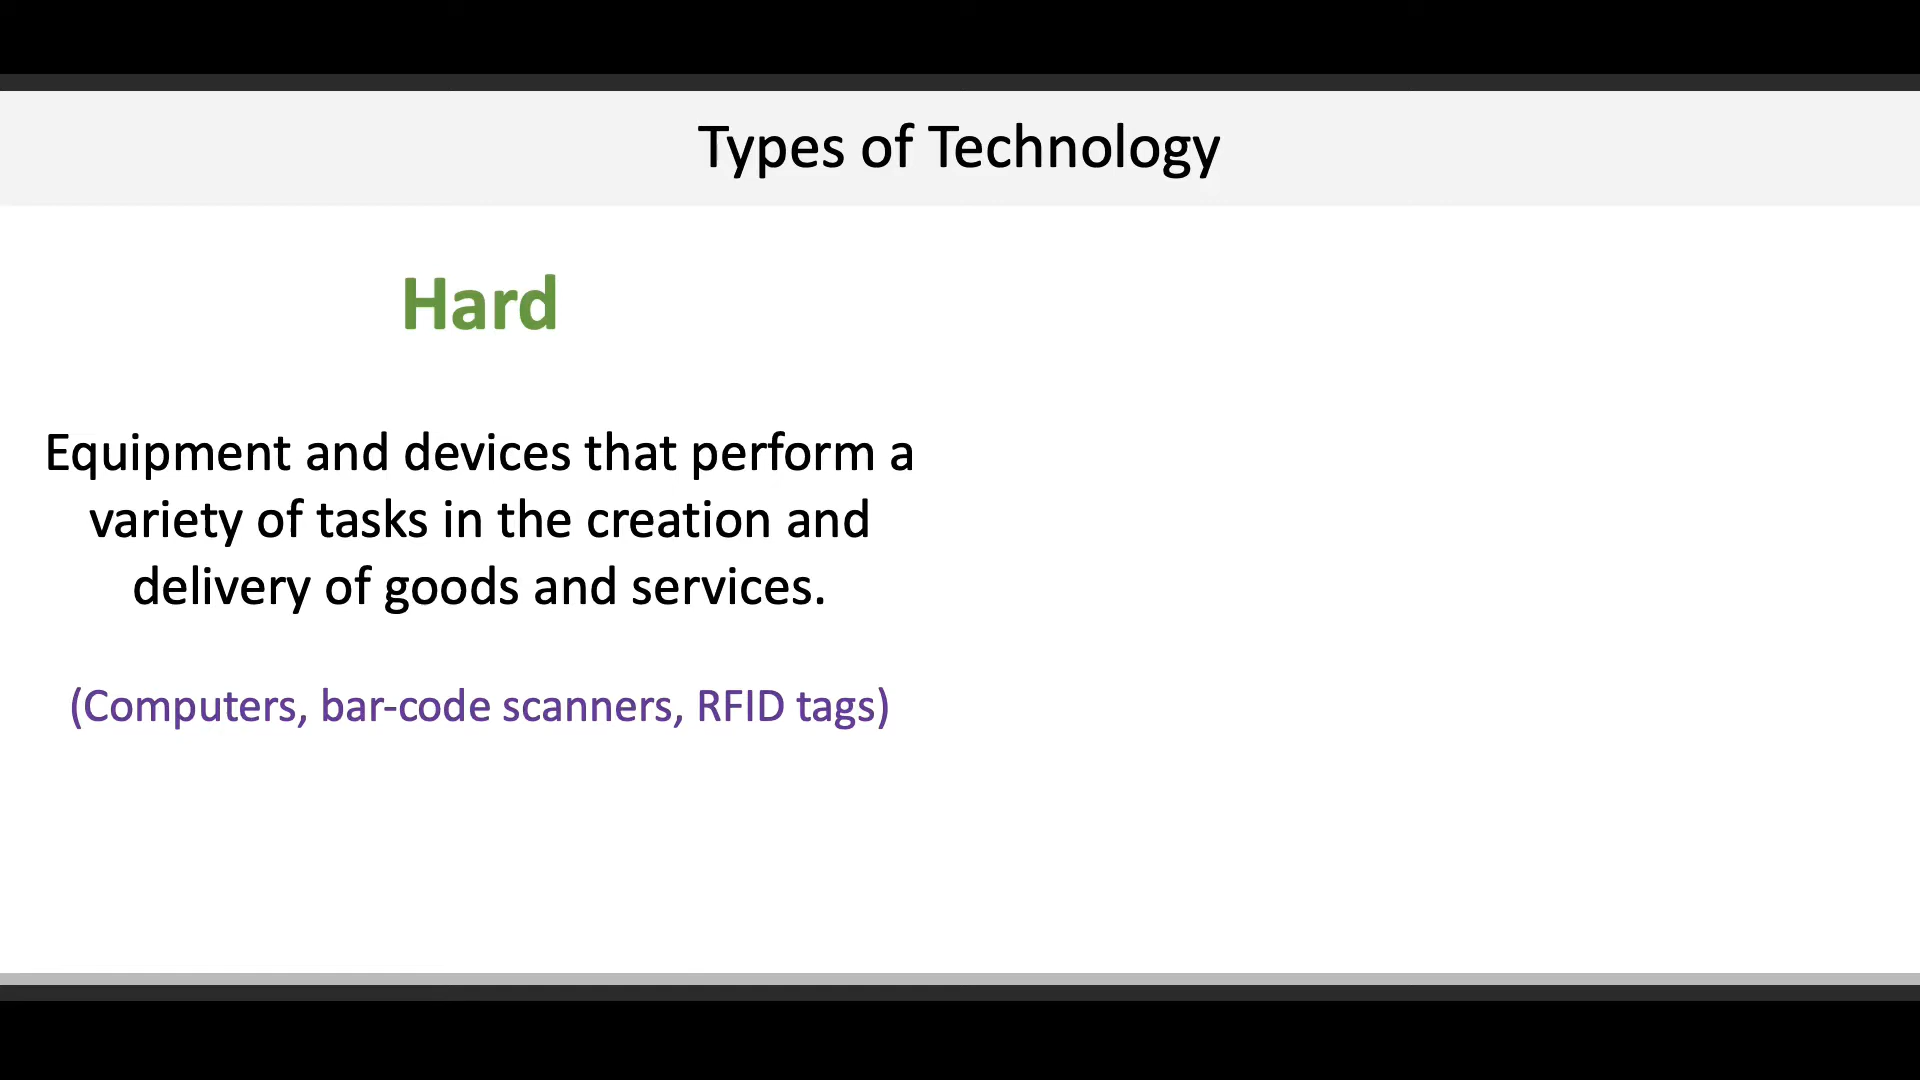 Types of Technology
Hard
Equipment and devices that perform a
variety of tasks in the creation and
delivery of goods and services.
(Computers, bar-code scanners, RFID tags)